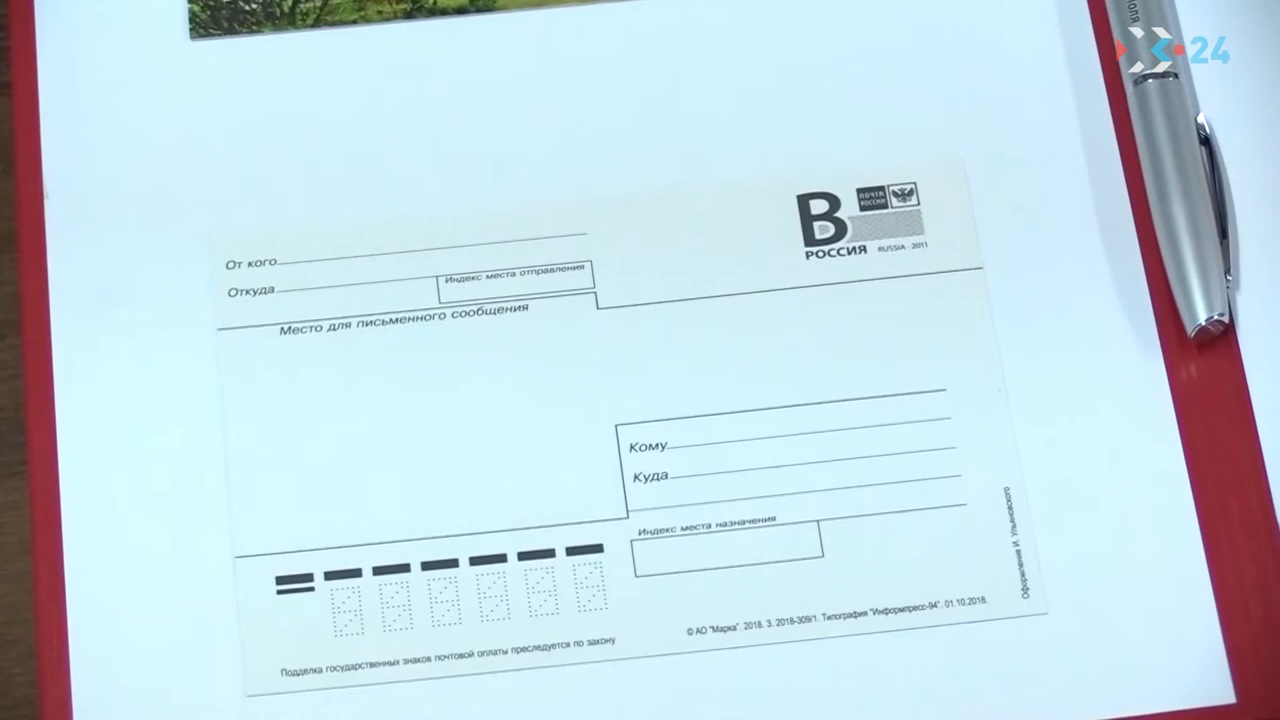 24
В
ПОЧТА
РОССИИ
РОССИЯ RUSSIA · 2011
От кого
Откуда
Индекс места отправления
Место для письменного сообщения
Кому
Куда
Индекс места назначения
Подделка государственных знаков почтовой оплаты преследуется по закону
© АО "Марка". 2018. З. 2018-309/1. Типография "Информпресс-94". 01.10.2018.
Оформление И. Ульяновского